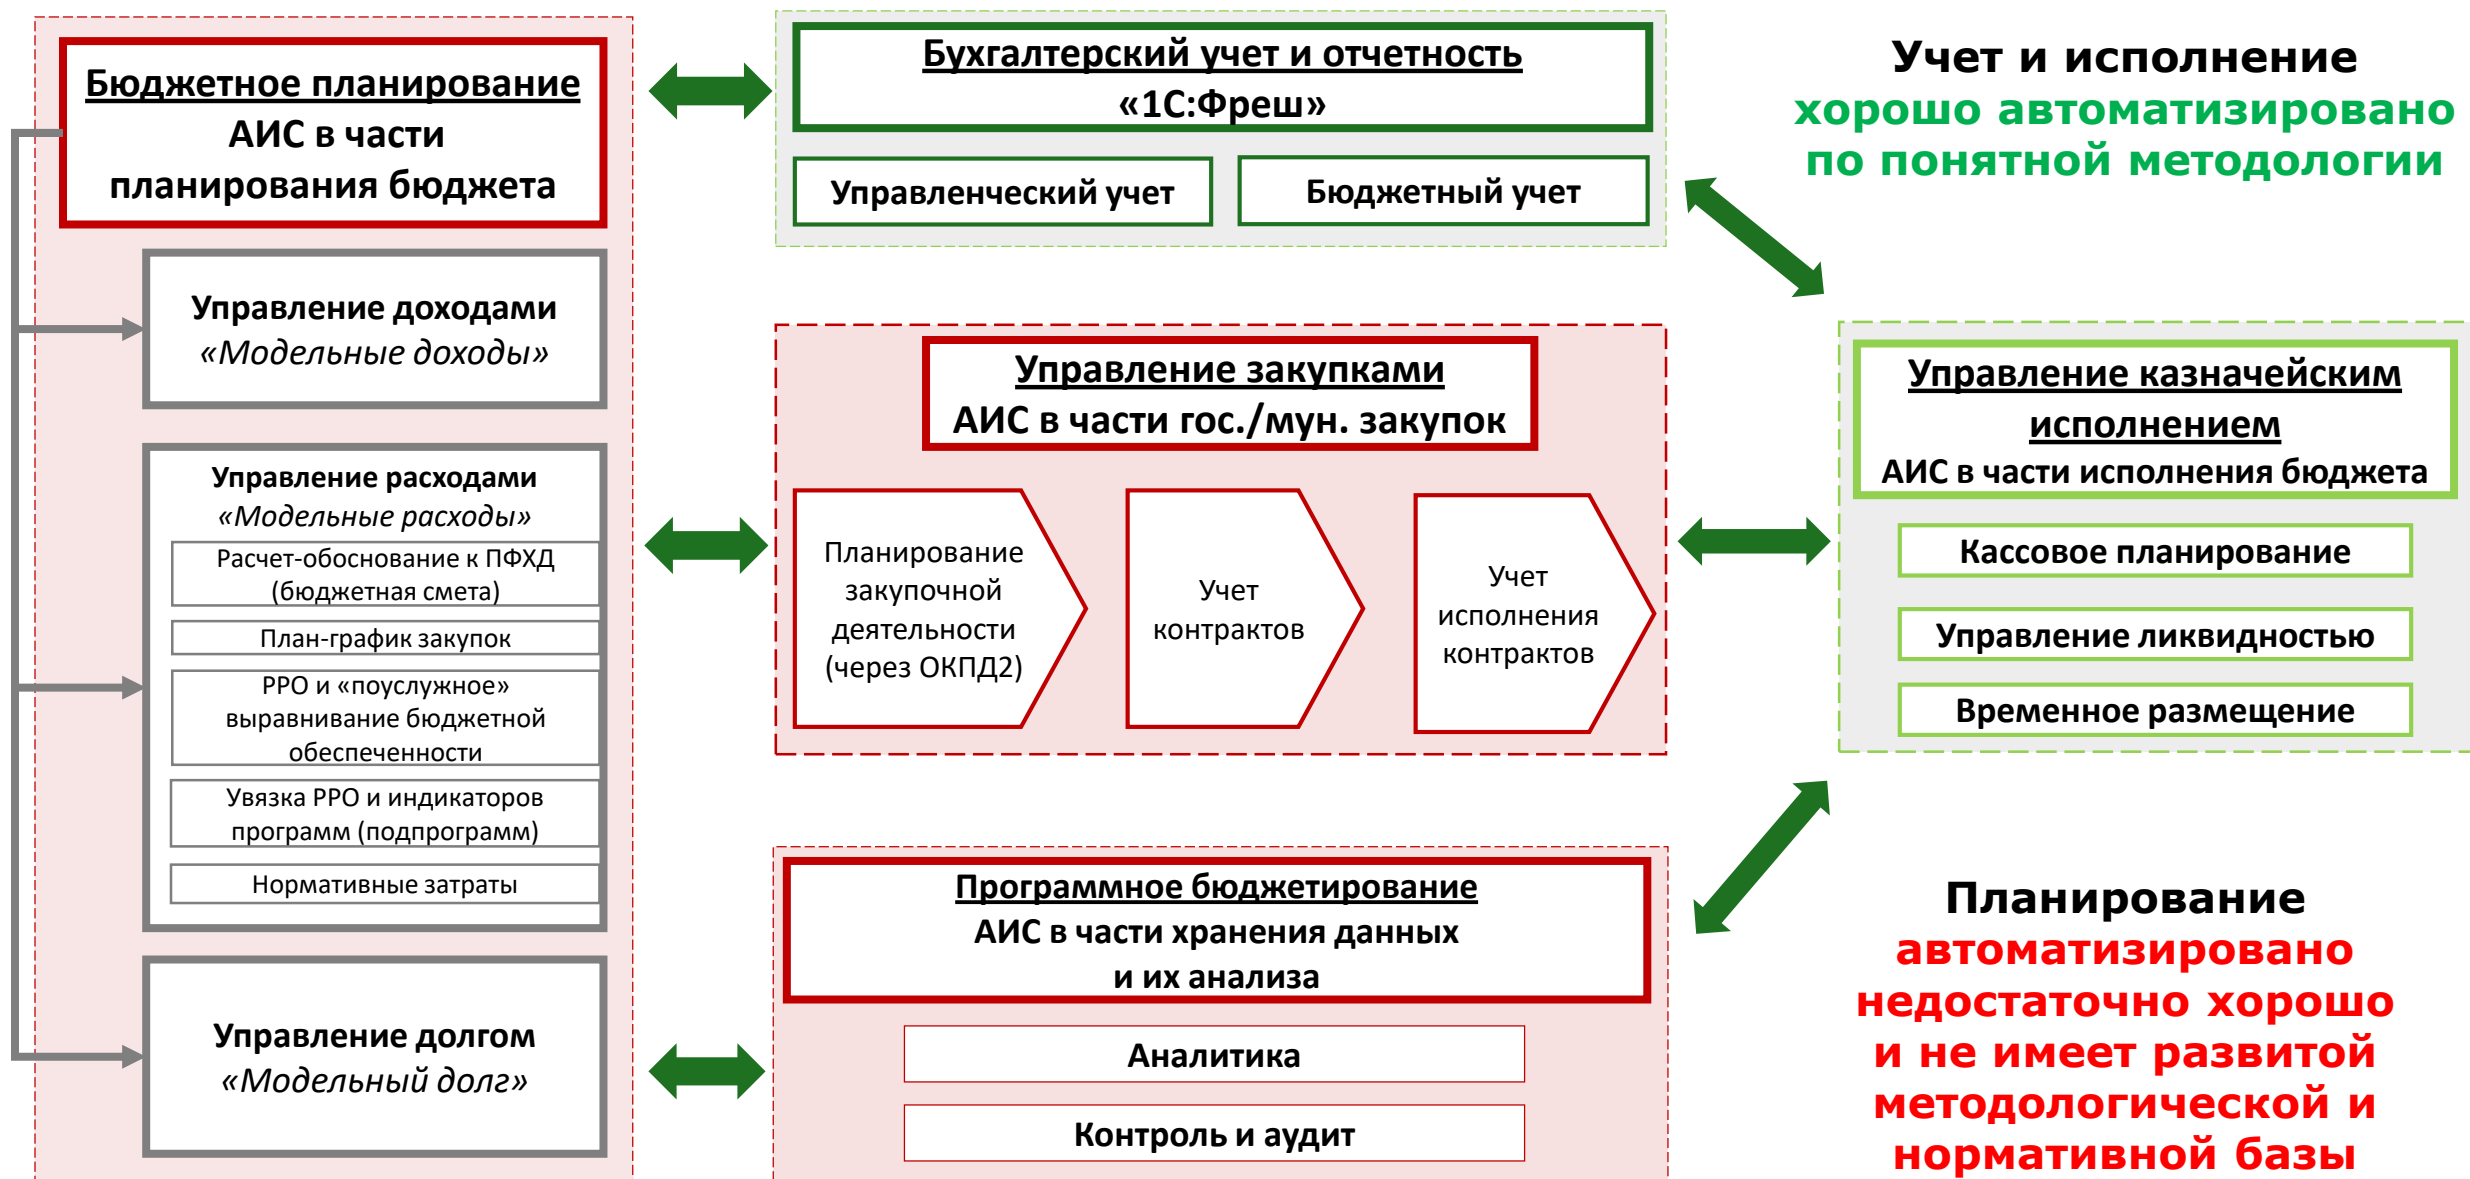 Бюджетное планирование
АИС в части
планирования бюджета
Управление доходами
«Модельные доходы»
Управление расходами
«Модельные расходы»
Расчет-обоснование к ПФХД
(бюджетная смета)
План-график закупок
РРО и «поуслужное»
выравнивание бюджетной
обеспеченности
Увязка РРО и индикаторов
программ (подпрограмм)
Нормативные затраты
Управление долгом
«Модельный долг»
Бухгалтерский учет и отчетность
«1С:Фреш»
Управленческий учет
Бюджетный учет
Управление закупками
АИС в части гос./мун. закупок
Планирование
закупочной
деятельности
(через ОКПД2)
Учет
контрактов
Учет
исполнения
контрактов
Программное бюджетирование
АИС в части хранения данных
и их анализа
Аналитика
Контроль и аудит
Учет и исполнение
хорошо автоматизировано
по понятной методологии
Управление казначейским
исполнением
АИС в части исполнения бюджета
Кассовое планирование
Управление ликвидностью
Временное размещение
Планирование
автоматизировано
недостаточно хорошо
и не имеет развитой
методологической и
нормативной базы